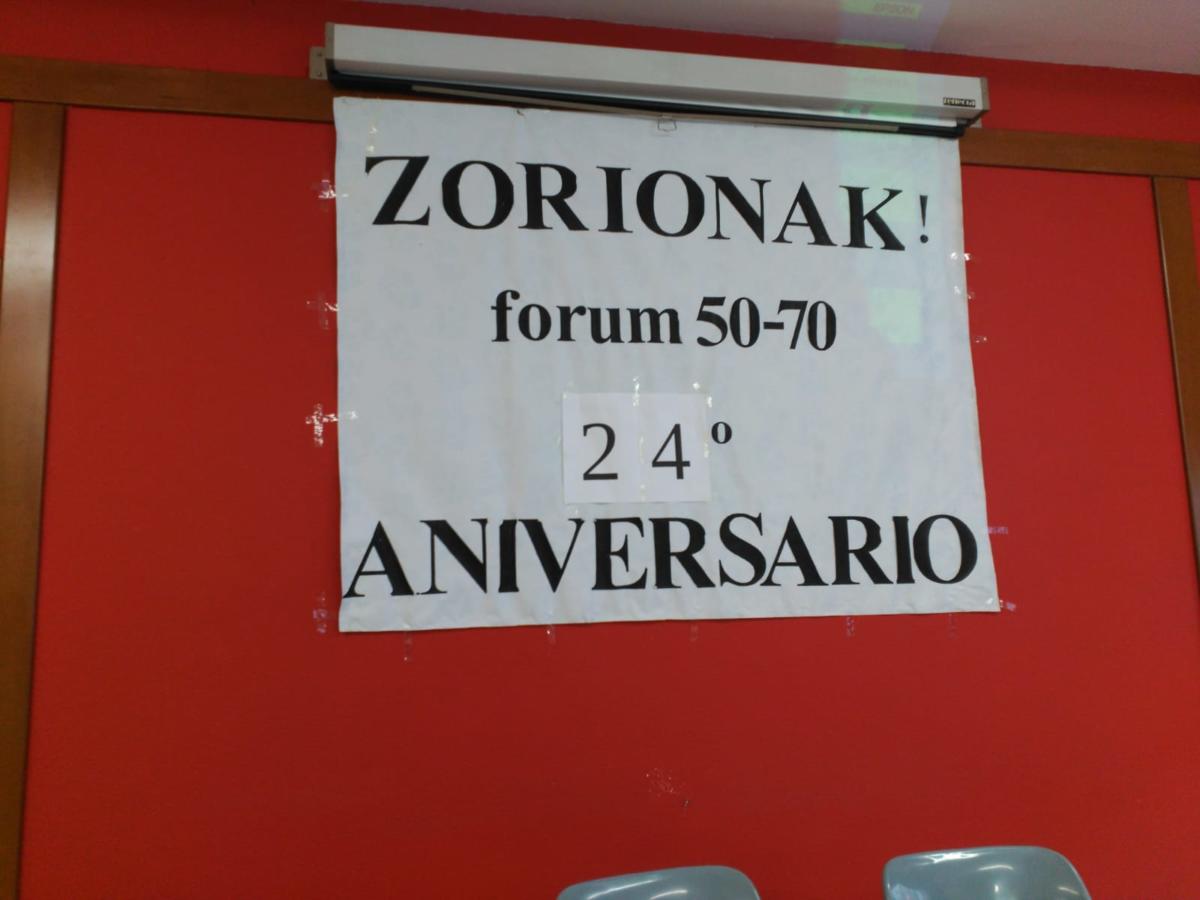 ZORIONAK!
forum 50-70
24º
ANIVERSARIO